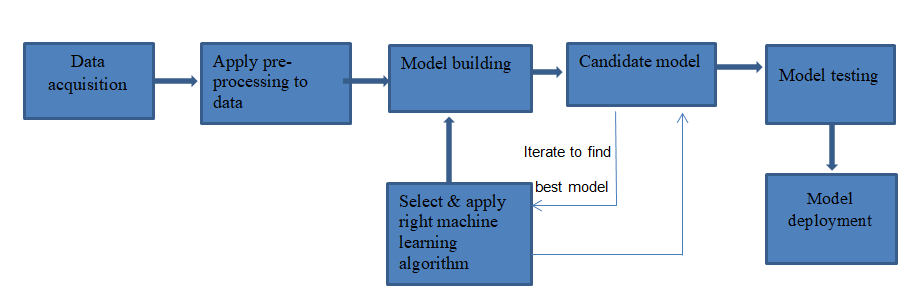 Data
acquisition
Apply pre-
processing to
data
Model building
Candidate model
Model testing
Iterate to find
best model
Select & apply
right machine
learning
algorithm
Model
deployment